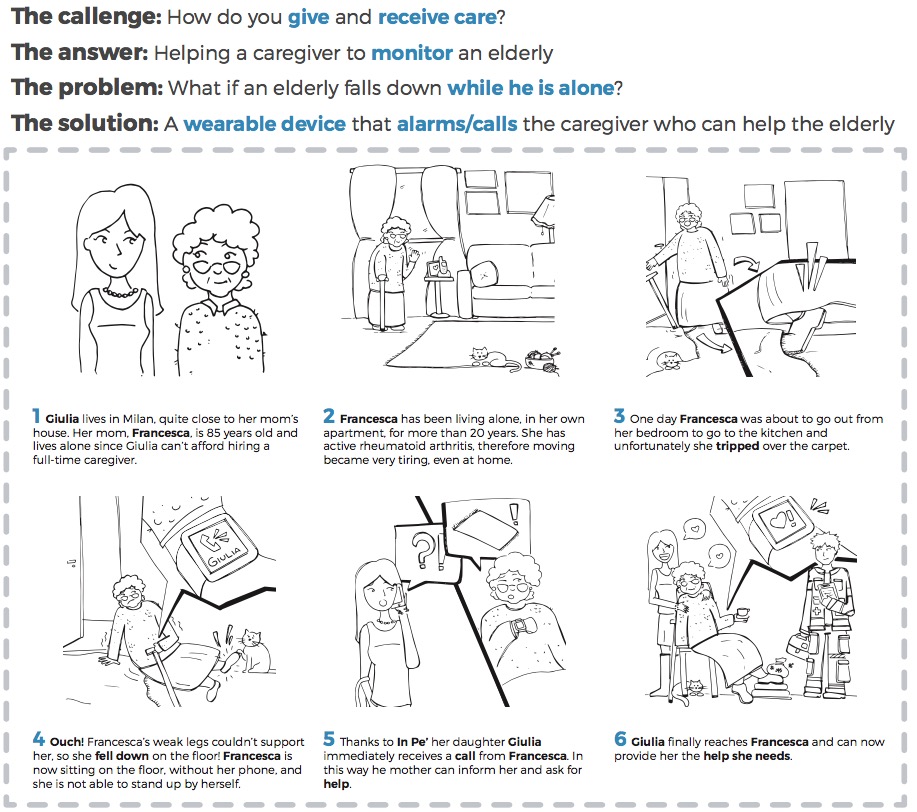 The callenge: How do you give and receive care?
The answer: Helping a caregiver to monitor an elderly
The problem: What if an elderly falls down while he is alone?
The solution: A wearable device that alarms/calls the caregiver who can help the elderly
1 Giulia lives in Milan, quite close to her mom's
house. Her mom, Francesca, is 85 years old and
lives alone since Giulia can't afford hiring a
full-time caregiver.
2 Francesca has been living alone, in her own
apartment, for more than 20 years. She has
active rheumatoid arthritis, therefore moving
became very tiring, even at home.
3 One day Francesca was about to go out from
her bedroom to go to the kitchen and
unfortunately she tripped over the carpet.
GIULIA
?!
!
!
4 Ouch! Francesca's weak legs couldn't support
her, so she fell down on the floor! Francesca is
now sitting on the floor, without her phone, and
she is not able to stand up by herself.
5 Thanks to In Pe' her daughter Giulia
immediately receives a call from Francesca. In
this way he mother can inform her and ask for
help.
6 Giulia finally reaches Francesca and can now
provide her the help she needs.